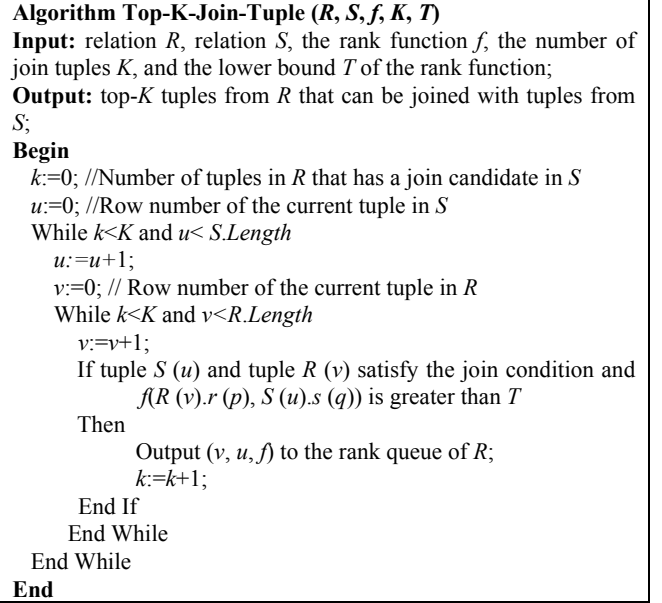 Algorithm Top-K-Join-Tuple (R, S, f, K, T)
Input: relation R, relation S, the rank function f, the number of
join tuples K, and the lower bound T of the rank function;
Output: top-K tuples from R that can be joined with tuples from
S;
Begin
k:=0; //Number of tuples in R that has a join candidate in S
u:=0; //Row number of the current tuple in S
While k<K and u< S.Length
u:=u+1;
v:=0; // Row number of the current tuple in R
While k<K and v<R.Length
v:=v+1;
If tuple S (u) and tuple R (v) satisfy the join condition and
f(R (v).r (p), S (u).s (q)) is greater than T
Then
Output (v, u, f) to the rank queue of R;
k:=k+1;
End If
End While
End While
End